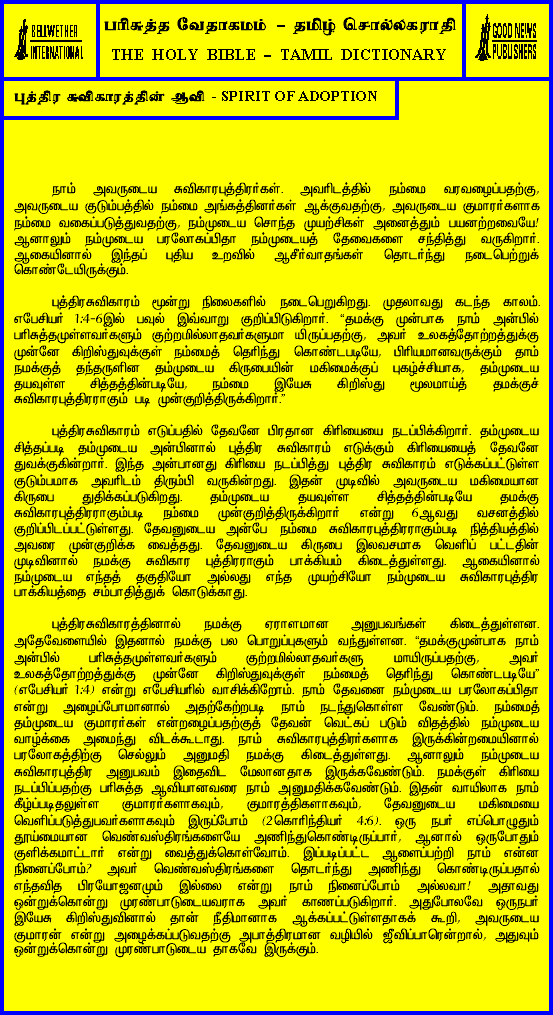 BELLWETHER
INTERNATIONAL
பரிசுத்த வேதாகமம் – தமிழ் சொல்லகராதி
THE HOLY BIBLE – TAMIL DICTIONARY
GOOD NEWS
PUBLISHERS
புத்திர சுவிகாரத்தின் ஆவி - SPIRIT OF ADOPTION
நாம் அவருடைய சுவிகாரபுத்திரர்கள். அவரிடத்தில் நம்மை வரவழைப்பதற்கு,
அவருடைய குடும்பத்தில் நம்மை அங்கத்தினர்கள் ஆக்குவதற்கு, அவருடைய குமாரர்களாக
நம்மை வகைப்படுத்துவதற்கு, நம்முடைய சொந்த முயற்சிகள் அனைத்தும் பயனற்றவையே!
ஆனாலும் நம்முடைய பரலோகப்பிதா நம்முடையத் தேவைகளை சந்தித்து வருகிறார்.
ஆகையினால் இந்தப் புதிய உறவில் ஆசீர்வாதங்கள் தொடர்ந்து நடைபெற்றுக்
கொண்டேயிருக்கும்.
புத்திரசுவிகாரம் மூன்று நிலைகளில் நடைபெறுகிறது. முதலாவது கடந்த காலம்.
எபேசியர் 1:4-6இல் பவுல் இவ்வாறு குறிப்பிடுகிறார். “தமக்கு முன்பாக நாம் அன்பில்
பரிசுத்தமுள்ளவர்களும் குற்றமில்லாதவர்களுமா யிருப்பதற்கு, அவர் உலகத்தோற்றத்துக்கு
முன்னே கிறிஸ்துவுக்குள் நம்மைத் தெரிந்து கொண்டபடியே, பிரியமானவருக்கும் தாம்
நமக்குத் தந்தருளின தம்முடைய கிருபையின் மகிமைக்குப் புகழ்ச்சியாக, தம்முடைய
தயவுள்ள சித்தத்தின்படியே, நம்மை இயேசு கிறிஸ்து மூலமாய்த் தமக்குச்
சுவிகாரபுத்திரராகும் படி முன்குறித்திருக்கிறார்.”
புத்திரசுவிகாரம் எடுப்பதில் தேவனே பிரதான கிரியையை நடப்பிக்கிறார். தம்முடைய
சித்தப்படி தம்முடைய அன்பினால் புத்திர சுவிகாரம் எடுக்கும் கிரியையைத் தேவனே
துவக்குகின்றார். இந்த அன்பானது கிரியை நடப்பித்து புத்திர சுவிகாரம் எடுக்கப்பட்டுள்ள
குடும்பமாக அவரிடம் திரும்பி வருகின்றது. இதன் முடிவில் அவருடைய மகிமையான
கிருபை துதிக்கப்படுகிறது. தம்முடைய தயவுள்ள சித்தத்தின்படியே தமக்கு
சுவிகாரபுத்திரராகும்படி நம்மை முன்குறித்திருக்கிறார் என்று 6ஆவது வசனத்தில்
குறிப்பிடப்பட்டுள்ளது. தேவனுடைய அன்பே நம்மை சுவிகாரபுத்திரராகும்படி நித்தியத்தில்
அவரை முன்குறிக்க வைத்தது. தேவனுடைய கிருபை இலவசமாக வெளிப் பட்டதின்
முடிவினால் நமக்கு சுவிகார புத்திரராகும் பாக்கியம் கிடைத்துள்ளது. ஆகையினால்
நம்முடைய எந்தத் தகுதியோ அல்லது எந்த முயற்சியோ நம்முடைய சுவிகாரபுத்திர
பாக்கியத்தை சம்பாதித்துக் கொடுக்காது.
புத்திரசுவிகாரத்தினால் நமக்கு ஏராளமான அனுபவங்கள் கிடைத்துள்ளன.
அதேவேளையில் இதனால் நமக்கு பல பொறுப்புகளும் வந்துள்ளன. “தமக்குமுன்பாக நாம்
அன்பில் பரிசுத்தமுள்ளவர்களும் குற்றமில்லாதவர்களு மாயிருப்பதற்கு, அவர்
உலகத்தோற்றத்துக்கு முன்னே கிறிஸ்துவுக்குள் நம்மைத் தெரிந்து கொண்டபடியே”
(எபேசியர் 1:4) என்று எபேசியரில் வாசிக்கிறோம். நாம் தேவனை நம்முடைய பரலோகப்பிதா
என்று அழைப்போமானால் அதற்கேற்றபடி நாம் நடந்துகொள்ள வேண்டும். நம்மைத்
தம்முடைய குமாரர்கள் என்றழைப்பதற்குத் தேவன் வெட்கப் படும் விதத்தில் நம்முடைய
வாழ்க்கை அமைந்து விடக்கூடாது. நாம் சுவிகாரபுத்திரர்களாக இருக்கின்றமையினால்
பரலோகத்திற்கு செல்லும் அனுமதி நமக்கு கிடைத்துள்ளது. ஆனாலும் நம்முடைய
சுவிகாரபுத்திர அனுபவம் இதைவிட மேலானதாக இருக்கவேண்டும். நமக்குள் கிரியை
நடப்பிப்பதற்கு பரிசுத்த ஆவியானவரை நாம் அனுமதிக்கவேண்டும். இதன் வாயிலாக நாம்
கீழ்ப்படிதலுள்ள குமாரர்களாகவும், குமாரத்திகளாகவும், தேவனுடைய மகிமையை
வெளிப்படுத்துபவர்களாகவும் இருப்போம் (2கொரிந்தியர் 4:6). ஒரு நபர் எப்பொழுதும்
தூய்மையான வெண்வஸ்திரங்களையே அணிந்துகொண்டிருப்பார், ஆனால் ஒருபோதும்
குளிக்கமாட்டார் என்று வைத்துக்கொள்வோம். இப்படிப்பட்ட ஆளைப்பற்றி நாம் என்ன
நினைப்போம்? அவர் வெண்வஸ்திரங்களை தொடர்ந்து அணிந்து கொண்டிருப்பதால்
எந்தவித பிரயோஜனமும் இல்லை என்று நாம் நினைப்போம் அல்லவா! அதாவது
ஒன்றுக்கொன்று முரண்பாடுடையவராக அவர் காணப்படுகிறார். அதுபோலவே ஒருநபர்
இயேசு கிறிஸ்துவினால் தான் நீதிமானாக ஆக்கப்பட்டுள்ளதாகக் கூறி, அவருடைய
குமாரன் என்று அழைக்கப்படுவதற்கு அபாத்திரமான வழியில் ஜீவிப்பாரென்றால், அதுவும்
ஒன்றுக்கொன்று முரண்பாடுடைய தாகவே இருக்கும்.